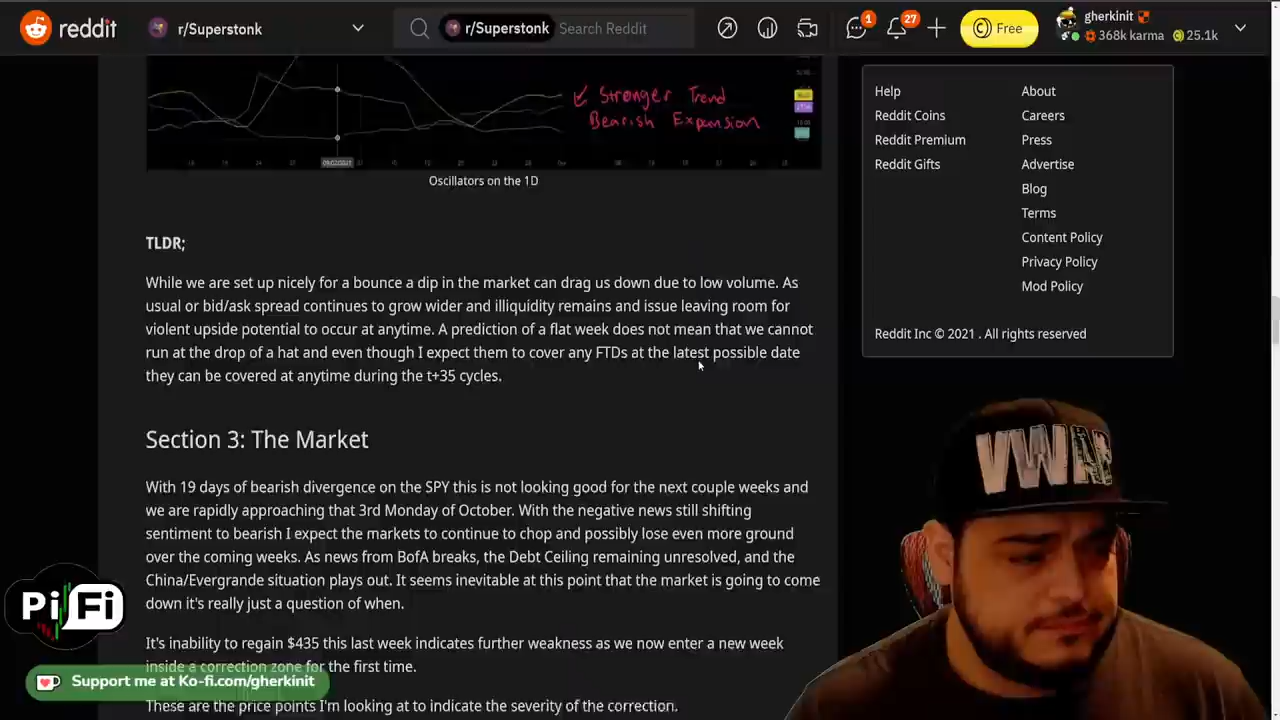 reddit
r/Superstonk
r/Superstonk Search Reddit
1
27
Free
gherkinit
368k karma
25.1k
Stronger Trend
Bearish Expansion
09/02/2021
Oscillators on the 1D
TLDR;
While we are set up nicely for a bounce a dip in the market can drag us down due to low volume. As
usual or bid/ask spread continues to grow wider and illiquidity remains and issue leaving room for
violent upside potential to occur at anytime. A prediction of a flat week does not mean that we cannot
run at the drop of a hat and even though I expect them to cover any FTDs at the latest possible date
they can be covered at anytime during the t+35 cycles.
Section 3: The Market
With 19 days of bearish divergence on the SPY this is not looking good for the next couple weeks and
we are rapidly approaching that 3rd Monday of October. With the negative news still shifting
sentiment to bearish I expect the markets to continue to chop and possibly lose even more ground
over the coming weeks. As news from BofA breaks, the Debt Ceiling remaining unresolved, and the
China/Evergrande situation plays out. It seems inevitable at this point that the market is going to come
down it's really just a question of when.
It's inability to regain $435 this last week indicates further weakness as we now enter a new week
inside a correction zone for the first time.
These are the price points I'm looking at to indicate the severity of the correction.
Help
Reddit Coins
Reddit Premium
Reddit Gifts
About
Careers
Press
Advertise
Blog
Terms
Content Policy
Privacy Policy
Mod Policy
Reddit Inc © 2021 . All rights reserved
VWAP
PiFi
Support me at Ko-fi.com/gherkinit